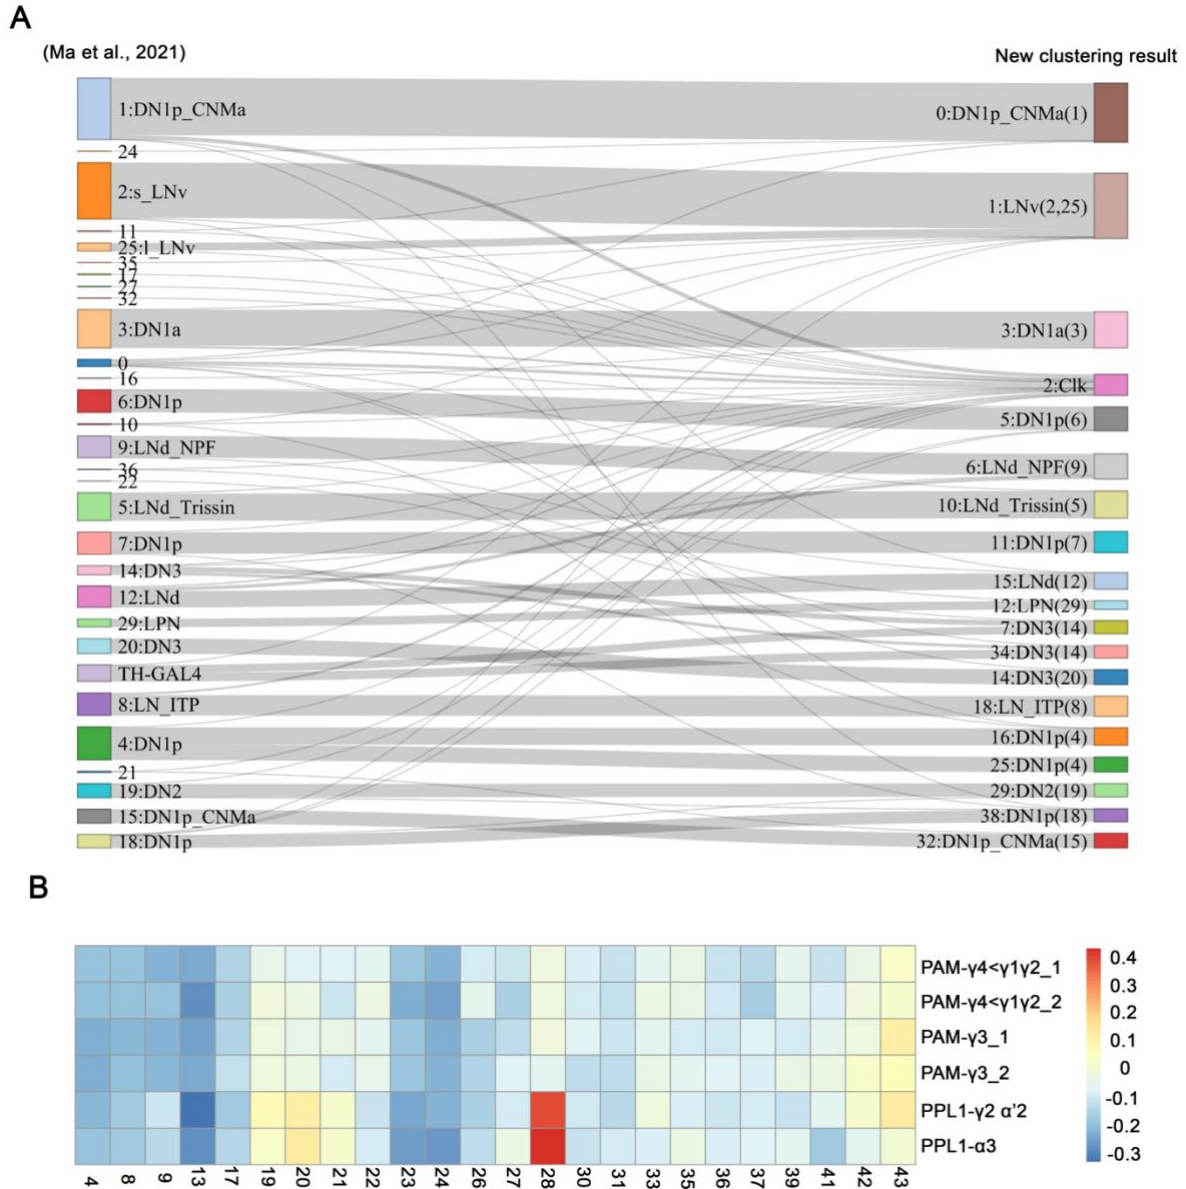 A
(Ma et al., 2021)
New clustering result
1:DN1p_CNMa
24
2:s_LNv
11
25:l_LNv
35
17
27
32
3:DN1a
0
16
6:DN1p
10
9:LNd_NPF
36
22
5:LNd_Trissin
7:DN1p
14:DN3
12:LNd
29:LPN
20:DN3
TH-GAL4
8:LN_ITP
4:DN1p
21
19:DN2
15:DN1p_CNMa
18:DN1p
0:DN1p_CNMa(1)
1:LNv(2,25)
3:DN1a(3)
2:Clk
5:DN1p(6)
6:LNd_NPF(9)
10:LNd_Trissin(5)
11:DN1p(7)
15:LNd(12)
12:LPN(29)
7:DN3(14)
34:DN3(14)
14:DN3(20)
18:LN_ITP(8)
16:DN1p(4)
25:DN1p(4)
29:DN2(19)
38:DN1p(18)
32:DN1p_CNMa(15)
B
PAM-γ4<γ1γ2_1
PAM-γ4<γ1γ2_2
PAM-γ3_1
PAM-γ3_2
PPL1-γ2 α'2
PPL1-α3
4 8 9 13 17 19 20 21 22 23 24 26 27 28 30 31 33 35 36 37 39 41 42 43
0.4
0.3
0.2
0.1
0
-0.1
-0.2
-0.3